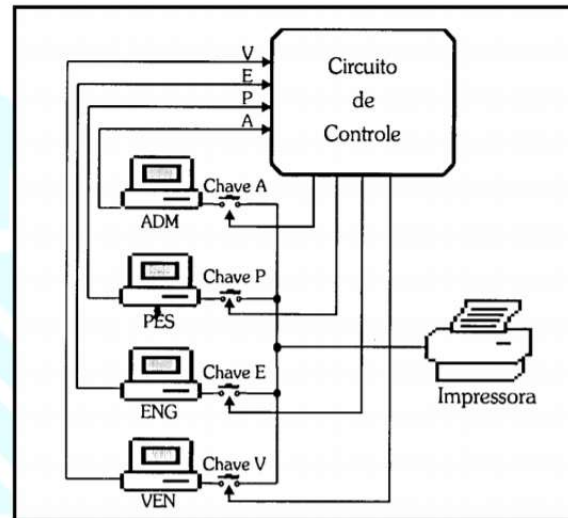 V
E
P
A
Circuito
de
Controle
Chave A
ADM
Chave P
PES
Chave E
ENG
Chave V
VEN
Impressora